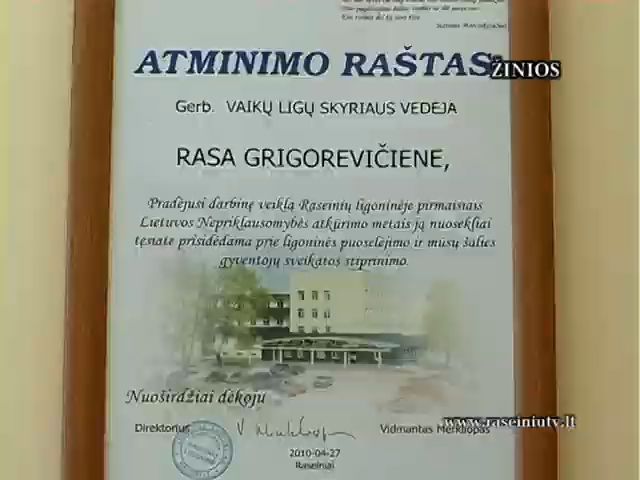 ATMINIMO RAŠTAS
ŽINIOS
Gerb. VAIKŲ LIGŲ SKYRIAUS VEDĖJA
RASA GRIGOREVIČIENE,
Pradėjusi darbinę veiklą Raseinių ligoninėje pirmaisiais
Lietuvos Nepriklausomybės atkūrimo metais ją nuosekliai
tęsiate prisidėdama prie ligoninės puoselėjimo ir mūsų šalies
gyventojų sveikatos stiprinimo.
Nuoširdžiai dėkoju
www.raseiniutv.lt
Direktorius
Vidmantas Merkliopas
2010-04-27
Raseiniai